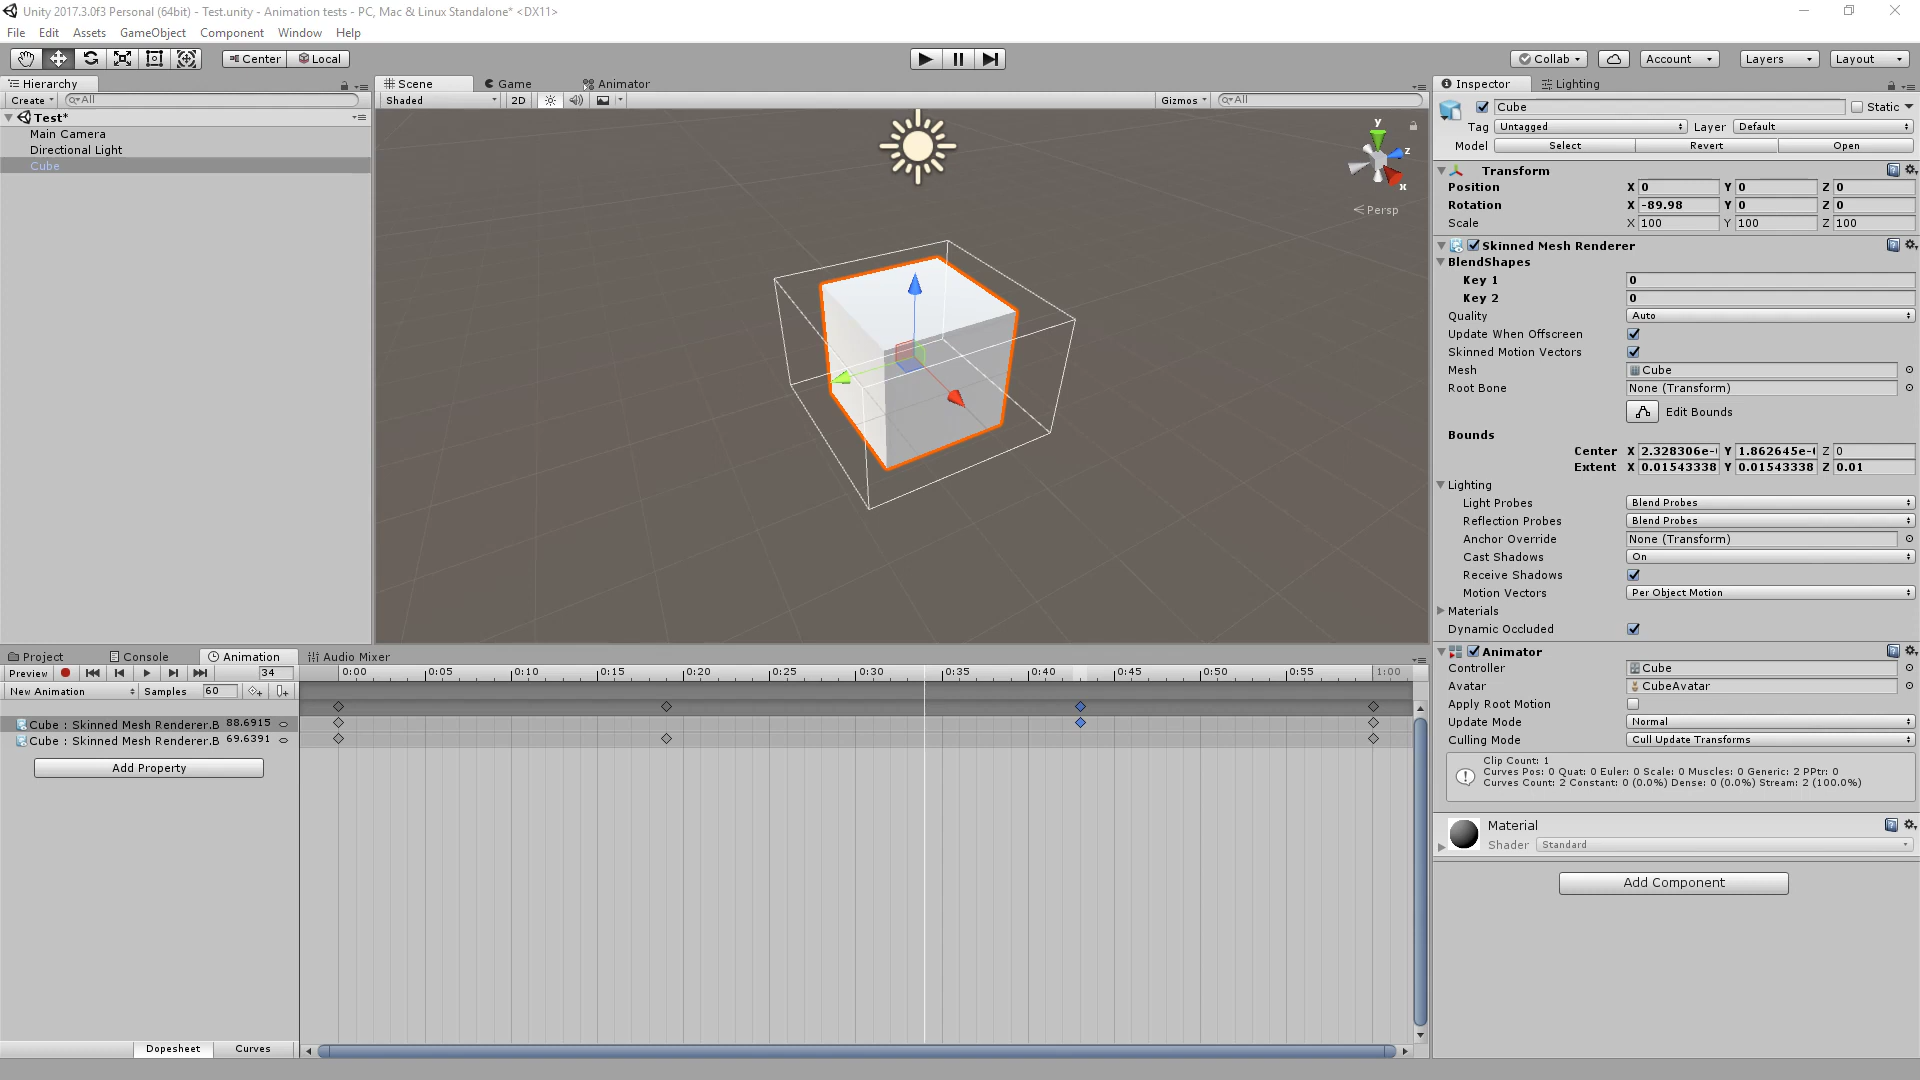 Unity 2017.3.0f3 Personal (64bit) - Test.unity - Animation tests - PC, Mac & Linux Standalone* <DX11>
File Edit Assets GameObject Component Window Help
Center Local Collab Account Layers Layout
Hierarchy
Create All
Test*
Main Camera
Directional Light
Cube
Scene Game Animator
Shaded 2D Gizmos All
y
z
x
Persp
Inspector Lighting
Cube Static
Tag Untagged Layer Default
Model Select Revert Open
Transform
Position X 0 Y 0 Z 0
Rotation X -89.98 Y 0 Z 0
Scale X 100 Y 100 Z 100
Skinned Mesh Renderer
BlendShapes
Key 1 0
Key 2 0
Quality Auto
Update When Offscreen
Skinned Motion Vectors
Mesh Cube
Root Bone None (Transform)
Edit Bounds
Bounds
Center X 2.328306e- Y 1.862645e- Z 0
Extent X 0.01543338 Y 0.01543338 Z 0.01
Lighting
Light Probes Blend Probes
Reflection Probes Blend Probes
Anchor Override None (Transform)
Cast Shadows On
Receive Shadows
Motion Vectors Per Object Motion
Materials
Dynamic Occluded
Animator
Controller Cube
Avatar CubeAvatar
Apply Root Motion
Update Mode Normal
Culling Mode Cull Update Transforms
Clip Count: 1
Curves Pos: 0 Quat: 0 Euler: 0 Scale: 0 Muscles: 0 Generic: 2 PPtr: 0
Curves Count: 2 Constant: 0 (0.0%) Dense: 0 (0.0%) Stream: 2 (100.0%)
Material
Shader Standard
Add Component
Project Console Animation Audio Mixer
Preview 34 0:00 0:05 0:10 0:15 0:20 0:25 0:30 0:35 0:40 0:45 0:50 0:55 1:00
New Animation Samples 60
Cube : Skinned Mesh Renderer.B 88.6915
Cube : Skinned Mesh Renderer.B 69.6391
Add Property
Dopesheet Curves